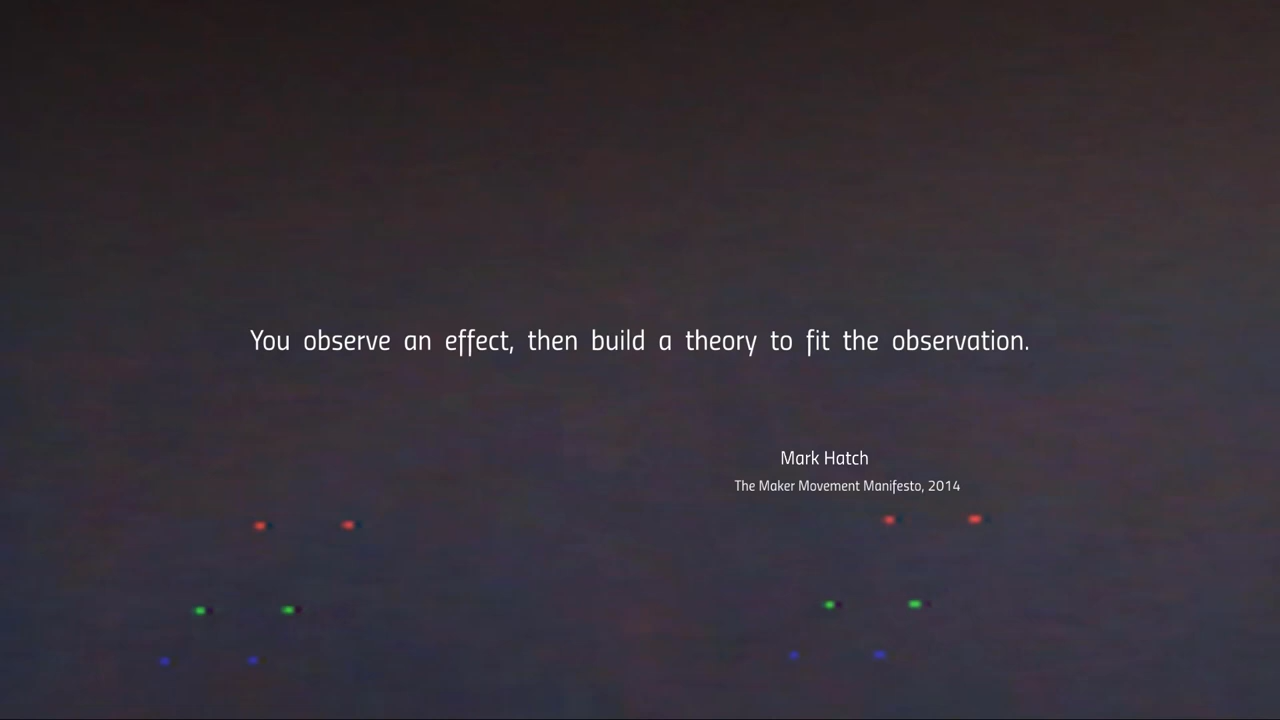 You observe an effect, then build a theory to fit the observation.
Mark Hatch
The Maker Movement Manifesto, 2014